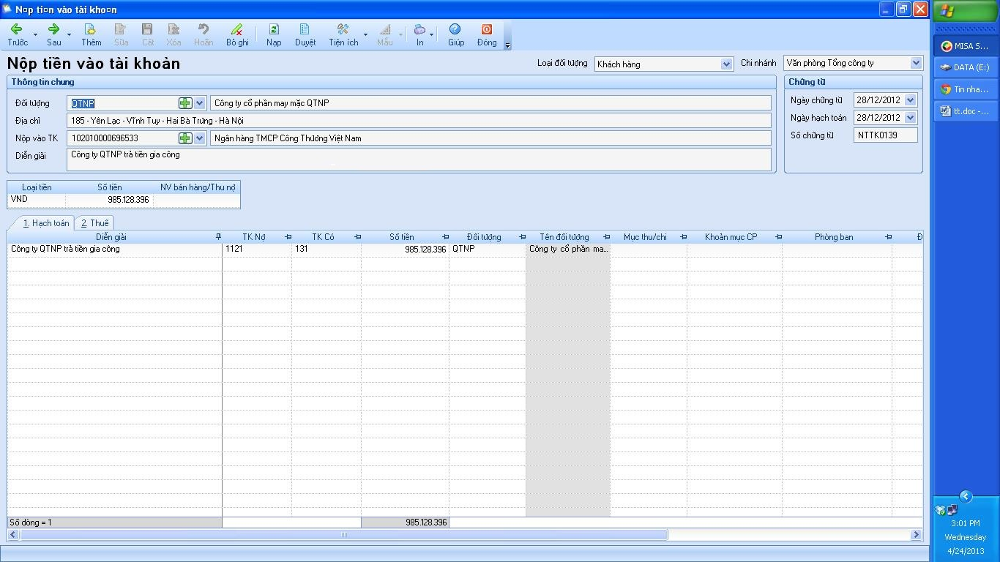 Nộp tiền vào tài khoản
Trước Sau Thêm Sửa Cất Xóa Hoãn Bỏ ghi Nạp Duyệt Tiện ích Mẫu In Giúp Đóng
Nộp tiền vào tài khoản
Loại đối tượng Khách hàng Chi nhánh Văn phòng Tổng công ty
Thông tin chung
Đối tượng QTNP Công ty cổ phần may mặc QTNP
Địa chỉ 185 - Yên Lạc - Vĩnh Tuy - Hai Bà Trưng - Hà Nội
Nộp vào TK 102010000696533 Ngân hàng TMCP Công Thương Việt Nam
Diễn giải Công ty QTNP trả tiền gia công
Chứng từ
Ngày chứng từ 28/12/2012
Ngày hạch toán 28/12/2012
Số chứng từ NTTK0139
Loại tiền Số tiền NV bán hàng/Thu nợ
VND 985.128.396
1. Hạch toán 2. Thuế
Diễn giải TK Nợ TK Có Số tiền Đối tượng Tên đối tượng Mục thu/chi Khoản mục CP Phòng ban Đ
Công ty QTNP trả tiền gia công 1121 131 985.128.396 QTNP Công ty cổ phần ma...
Số dòng = 1 985.128.396
MISA S...
DATA (E:)
Tin nha...
tt.doc -...
3:01 PM
Wednesday
4/24/2013